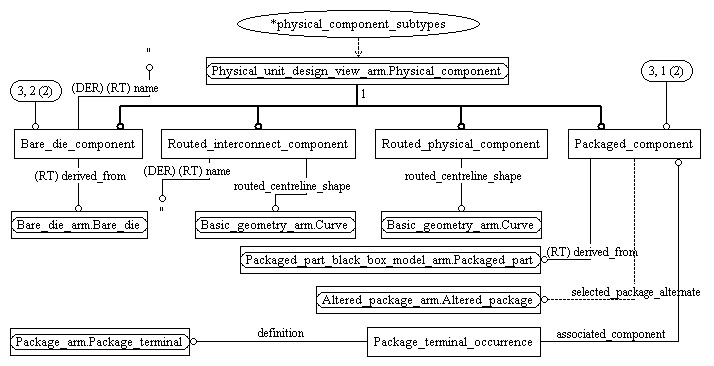 *physical_component_subtypes
"
Physical_unit_design_view_arm.Physical_component
3, 1 (2)
3, 2 (2)
(DER) (RT) name
1
Bare_die_component
Routed_interconnect_component
Routed_physical_component
Packaged_component
(RT) derived_from
(DER) (RT) name
routed_centreline_shape
routed_centreline_shape
"
Bare_die_arm.Bare_die
Basic_geometry_arm.Curve
Basic_geometry_arm.Curve
Packaged_part_black_box_model_arm.Packaged_part
(RT) derived_from
Altered_package_arm.Altered_package
selected_package_alternate
Package_arm.Package_terminal
definition
Package_terminal_occurrence
associated_component